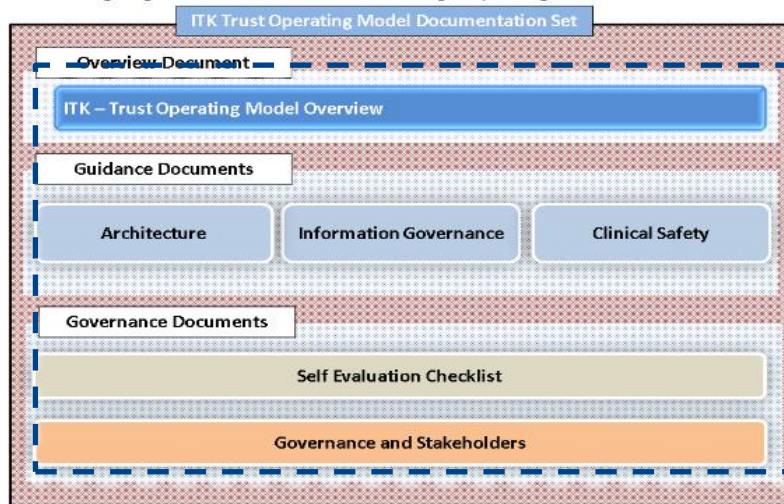 ITK Trust Operating Model Documentation Set
Overview Document
ITK – Trust Operating Model Overview
Guidance Documents
Architecture
Information Governance
Clinical Safety
Governance Documents
Self Evaluation Checklist
Governance and Stakeholders